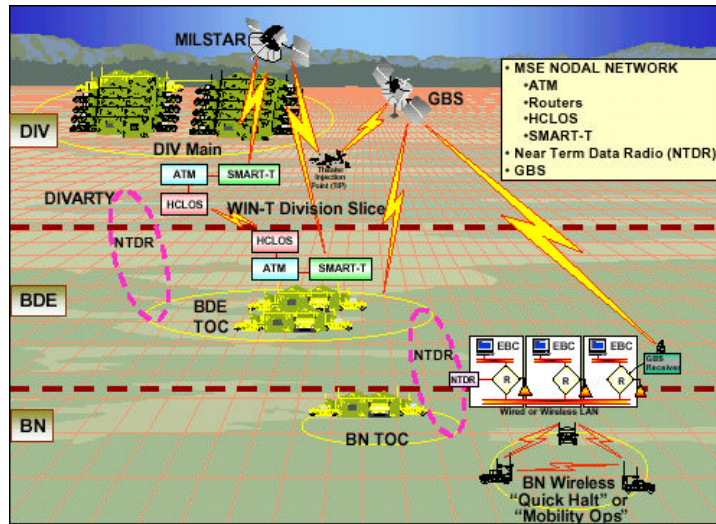 MILSTAR
GBS
• MSE NODAL NETWORK
•ATM
•Routers
•HCLOS
•SMART-T
• Near Term Data Radio (NTDR)
• GBS
DIV
DIV Main
Theater
Injection
Point (TIP)
ATM
SMART-T
DIVARTY
HCLOS
WIN-T Division Slice
NTDR
HCLOS
ATM
SMART-T
BDE
BDE
TOC
NTDR
EBC
EBC
EBC
GBS
Receiver
NTDR
R
R
R
Wired or Wireless LAN
BN
BN TOC
BN Wireless
“Quick Halt” or
“Mobility Ops”